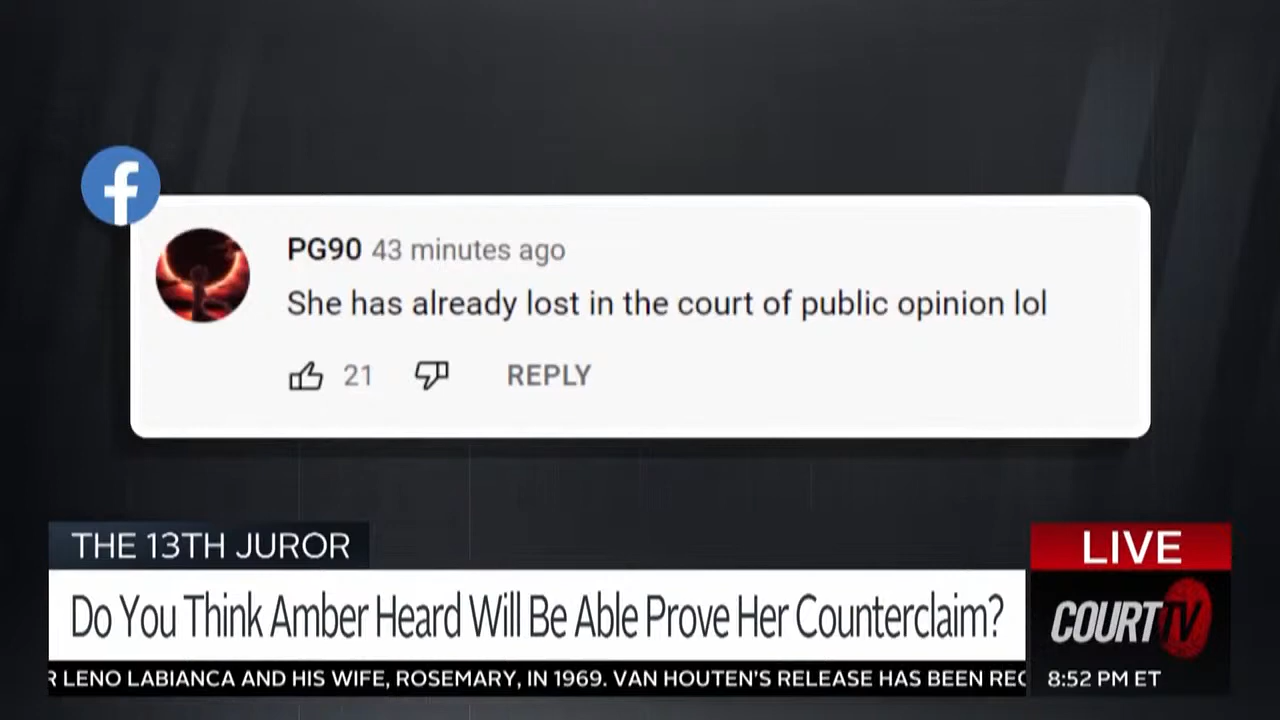 f
PG90 43 minutes ago
She has already lost in the court of public opinion lol
21 REPLY
THE 13TH JUROR
LIVE
Do You Think Amber Heard Will Be Able Prove Her Counterclaim?
COURT TV
LENO LABIANCA AND HIS WIFE, ROSEMARY, IN 1969. VAN HOUTEN'S RELEASE HAS BEEN
8:52 PM ET